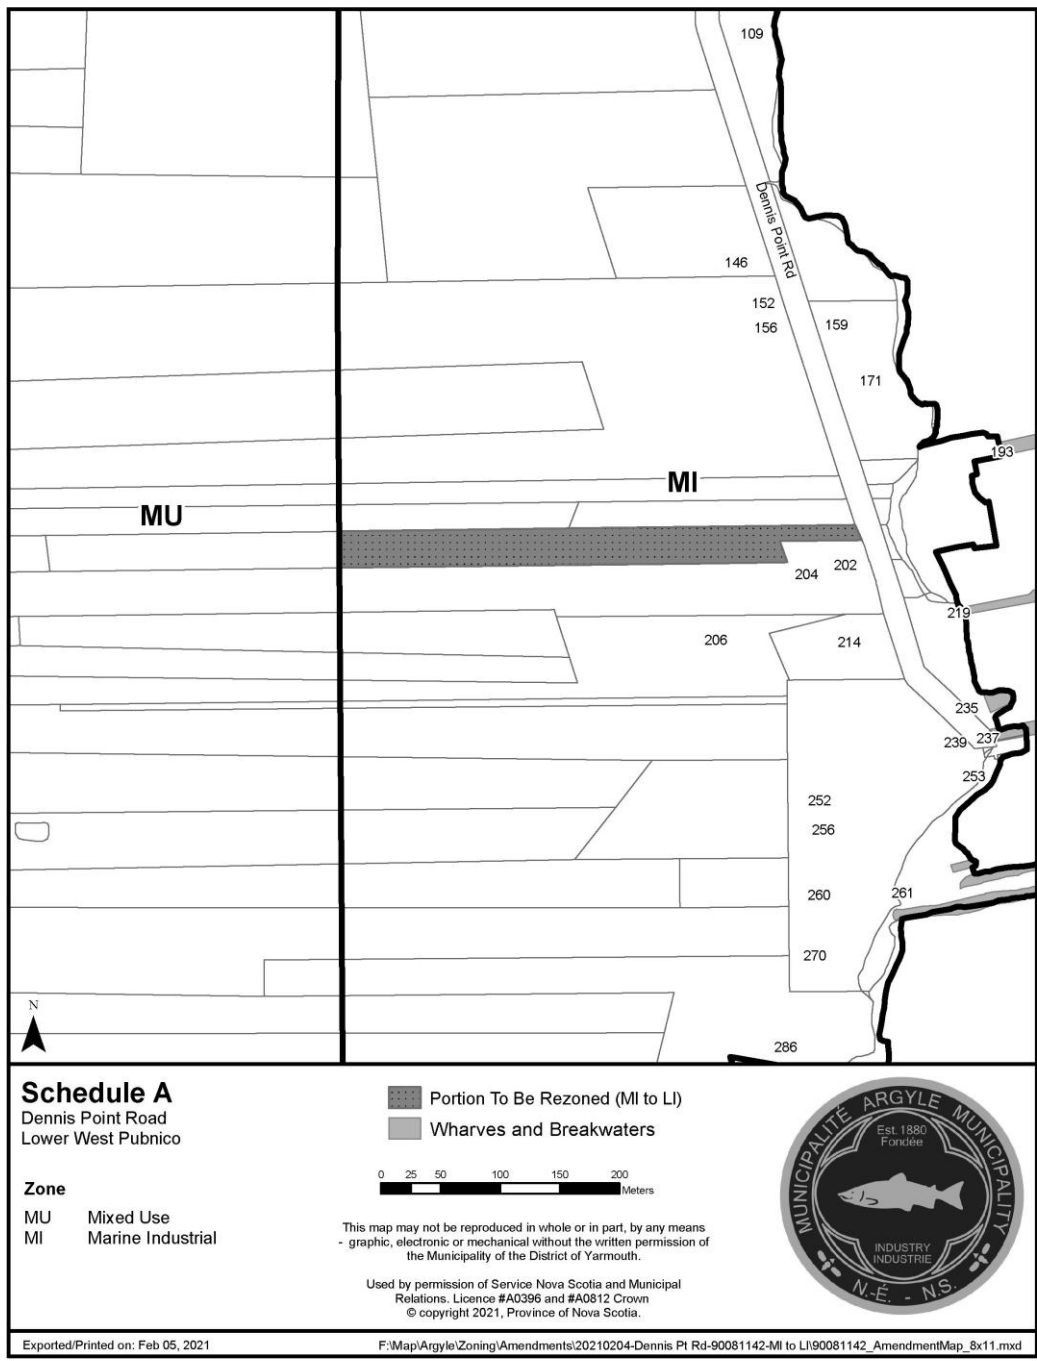 109
Dennis Point Rd
146
152
159
156
171
193
MI
MU
202
204
219
206
214
235
237
239
253
252
256
260
261
270
N
286
Schedule A
Dennis Point Road
Lower West Pubnico
Zone
MU Mixed Use
MI Marine Industrial
Portion To Be Rezoned (MI to LI)
Wharves and Breakwaters
0 25 50 100 150 200
Meters
This map may not be reproduced in whole or in part, by any means
- graphic, electronic or mechanical without the written permission of
the Municipality of the District of Yarmouth.
Used by permission of Service Nova Scotia and Municipal
Relations. Licence #A0396 and #A0812 Crown
© copyright 2021, Province of Nova Scotia.
MUNICIPALITÉ ARGYLE MUNICIPALITY
Est. 1880
Fondée
INDUSTRY
INDUSTRIE
N.-É. - N.S.
Exported/Printed on: Feb 05, 2021
F:\Map\Argyle\Zoning\Amendments\20210204-Dennis Pt Rd-90081142-MI to LI\90081142_AmendmentMap_8x11.mxd